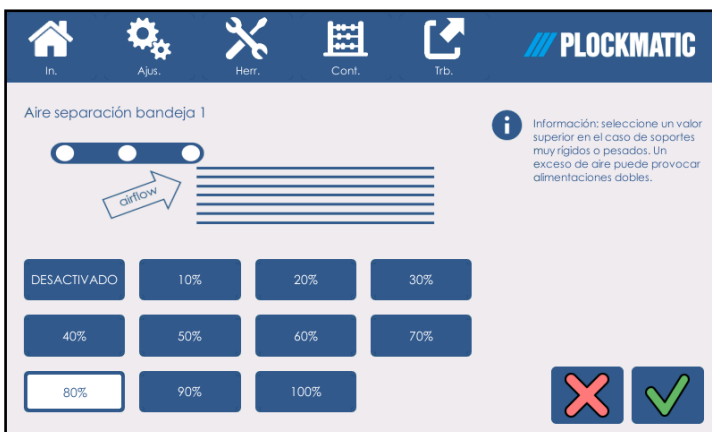 In.
Ajus.
Herr.
Cont.
Trb.
PLOCKMATIC
Aire separación bandeja 1
airflow
Información: seleccione un valor
superior en el caso de soportes
muy rígidos o pesados. Un
exceso de aire puede provocar
alimentaciones dobles.
DESACTIVADO
10%
20%
30%
40%
50%
60%
70%
80%
90%
100%